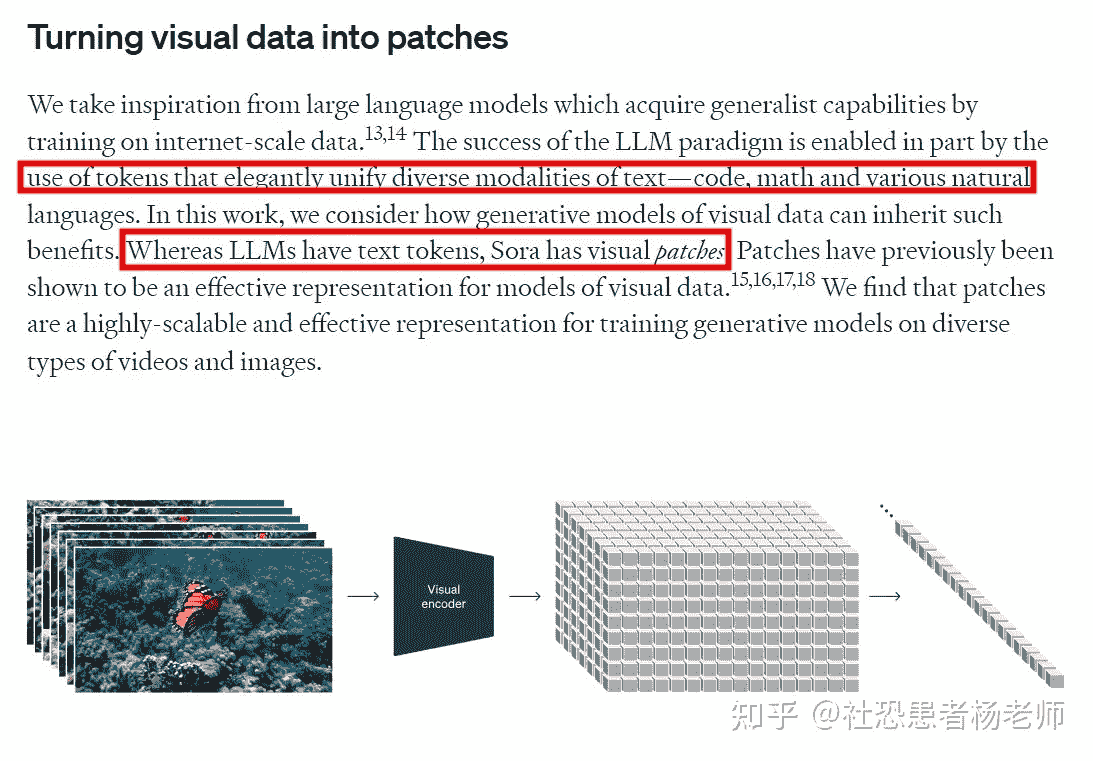 Turning visual data into patches
We take inspiration from large language models which acquire generalist capabilities by
training on internet-scale data.13,14 The success of the LLM paradigm is enabled in part by the
use of tokens that elegantly unify diverse modalities of text—code, math and various natural
languages. In this work, we consider how generative models of visual data can inherit such
benefits. Whereas LLMs have text tokens, Sora has visual patches. Patches have previously been
shown to be an effective representation for models of visual data.15,16,17,18 We find that patches
are a highly-scalable and effective representation for training generative models on diverse
types of videos and images.
Visual
encoder
知乎 @社恐患者杨老师